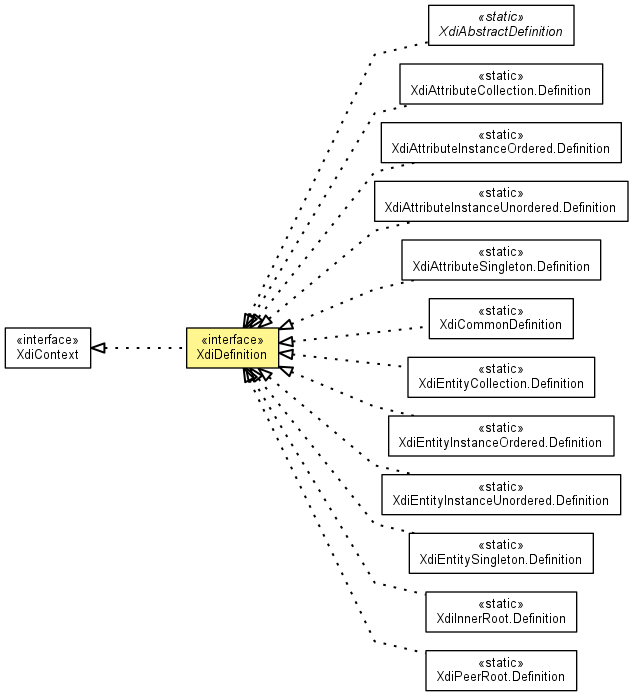 «static»
XdiAbstractDefinition
«static»
XdiAttributeCollection.Definition
«static»
XdiAttributeInstanceOrdered.Definition
«static»
XdiAttributeInstanceUnordered.Definition
«static»
XdiAttributeSingleton.Definition
«static»
XdiCommonDefinition
«interface»
XdiContext
«interface»
XdiDefinition
«static»
XdiEntityCollection.Definition
«static»
XdiEntityInstanceOrdered.Definition
«static»
XdiEntityInstanceUnordered.Definition
«static»
XdiEntitySingleton.Definition
«static»
XdiInnerRoot.Definition
«static»
XdiPeerRoot.Definition